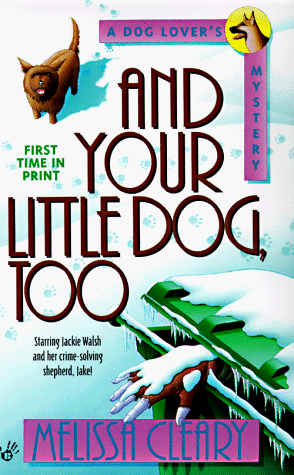 A DOG LOVER'S
MYSTERY
AND
YOUR
LITTLE DOG,
TOO
FIRST
TIME IN
PRINT
Starring Jackie Walsh
and her crime-solving
shepherd, Jake!
MELISSA CLEARY